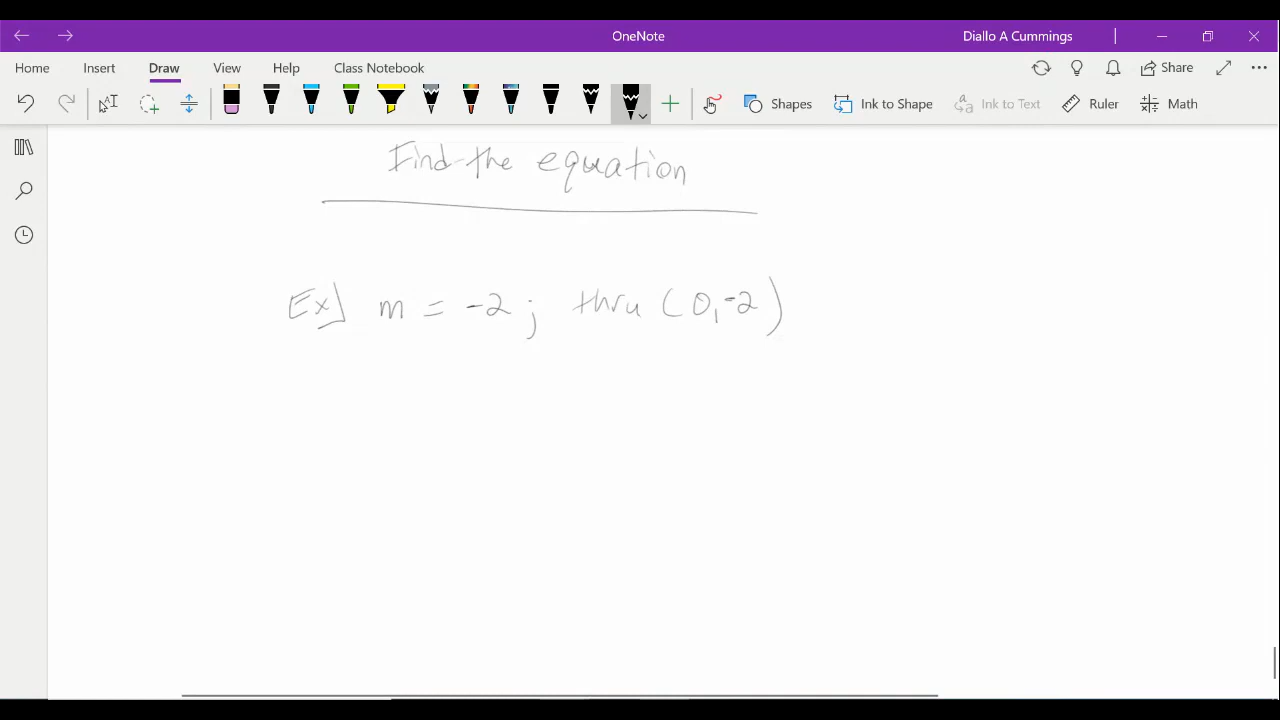 OneNote
Diallo A Cummings
Home Insert Draw View Help Class Notebook Share
Shapes Ink to Shape Ink to Text Ruler Math
Find the equation
Ex] m = -2 ; thru (0,-2)